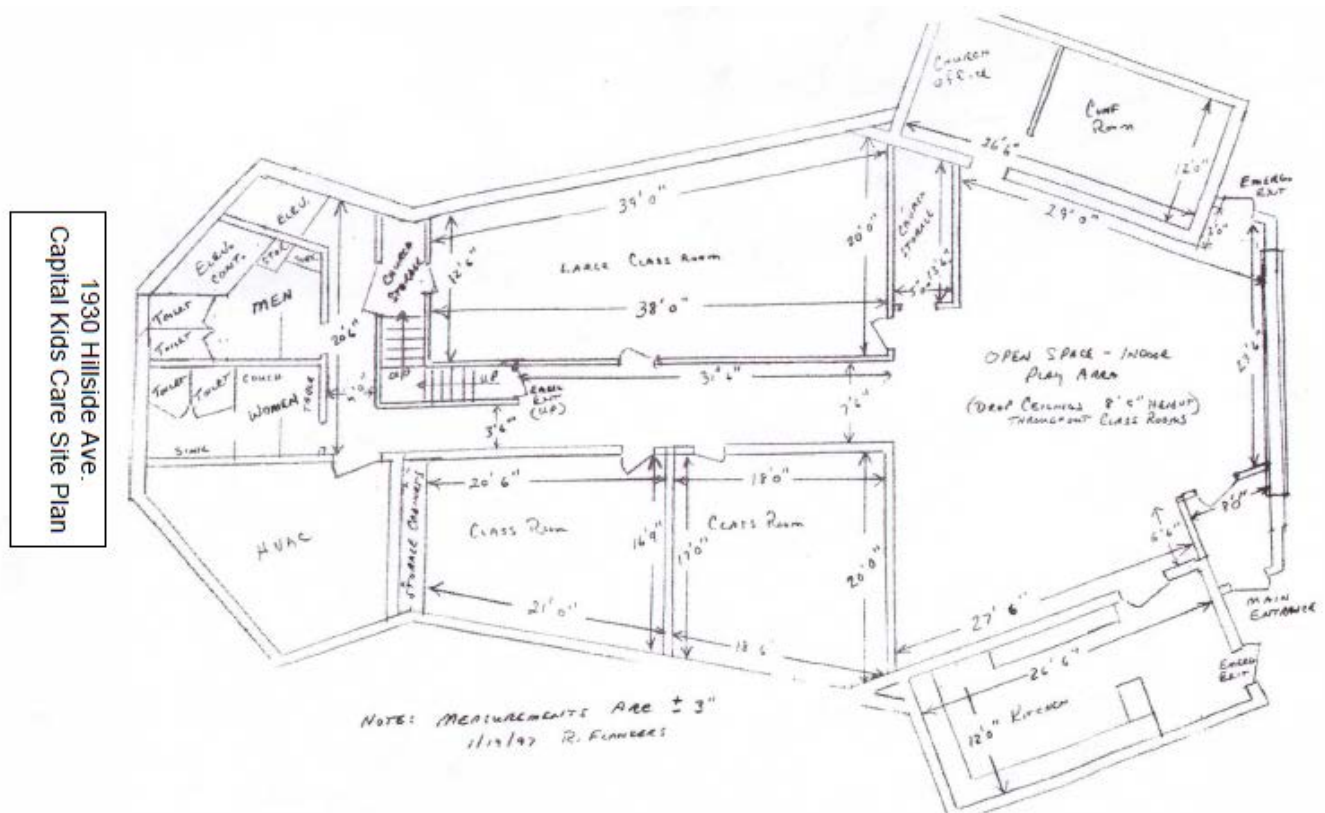 1930 Hillside Ave.
Capital Kids Care Site Plan
CHURCH
OFFICE
ROOM
26'6"
12'0"
EMERG
EXIT
29'0"
ELEV.
ELEV.
CONT.
STOR
MEN
TOILET
TOILET
20'6"
CHURCH
STORAGE
12'6"
39'0"
LARGE CLASS ROOM
38'0"
20'0"
CHURCH
STORAGE
13'6"
5'0"
23'6"
OPEN SPACE - INDOOR
PLAY AREA
(DROP CEILINGS 8'5" HEIGHT)
THROUGHOUT CLASS ROOMS
TOILET
TOILET
COUCH
WOMEN
TABLE
SINK
UP
UP
EXIT
(UP)
31'6"
7'6"
3'6"
HVAC
STORAGE CABINETS
20'6"
CLASS ROOM
16'9"
21'0"
18'0"
CLASS ROOM
17'0"
20'0"
18'6"
8'0"
6'6"
27'6"
MAIN
ENTRANCE
26'6"
EMERG
EXIT
12'0"
KITCHEN
NOTE: MEASUREMENTS ARE ± 3"
1/19/97 R. FLANDERS